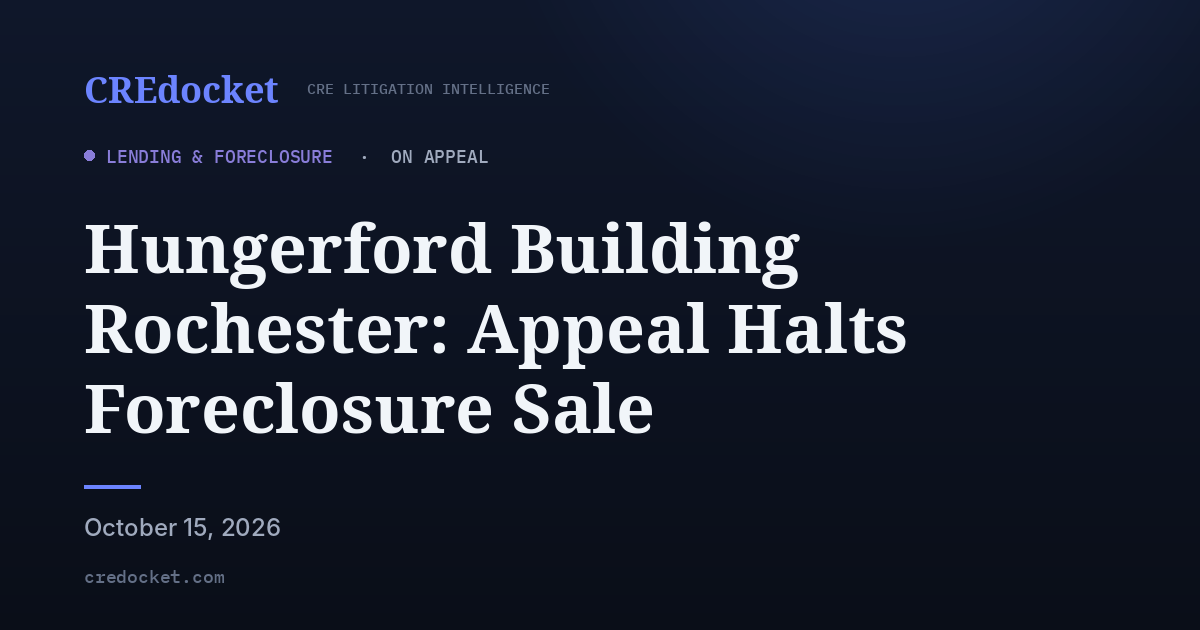 CREdocket CRE LITIGATION INTELLIGENCE
LENDING & FORECLOSURE · ON APPEAL
Hungerford Building
Rochester: Appeal Halts
Foreclosure Sale
October 15, 2026
credocket.com